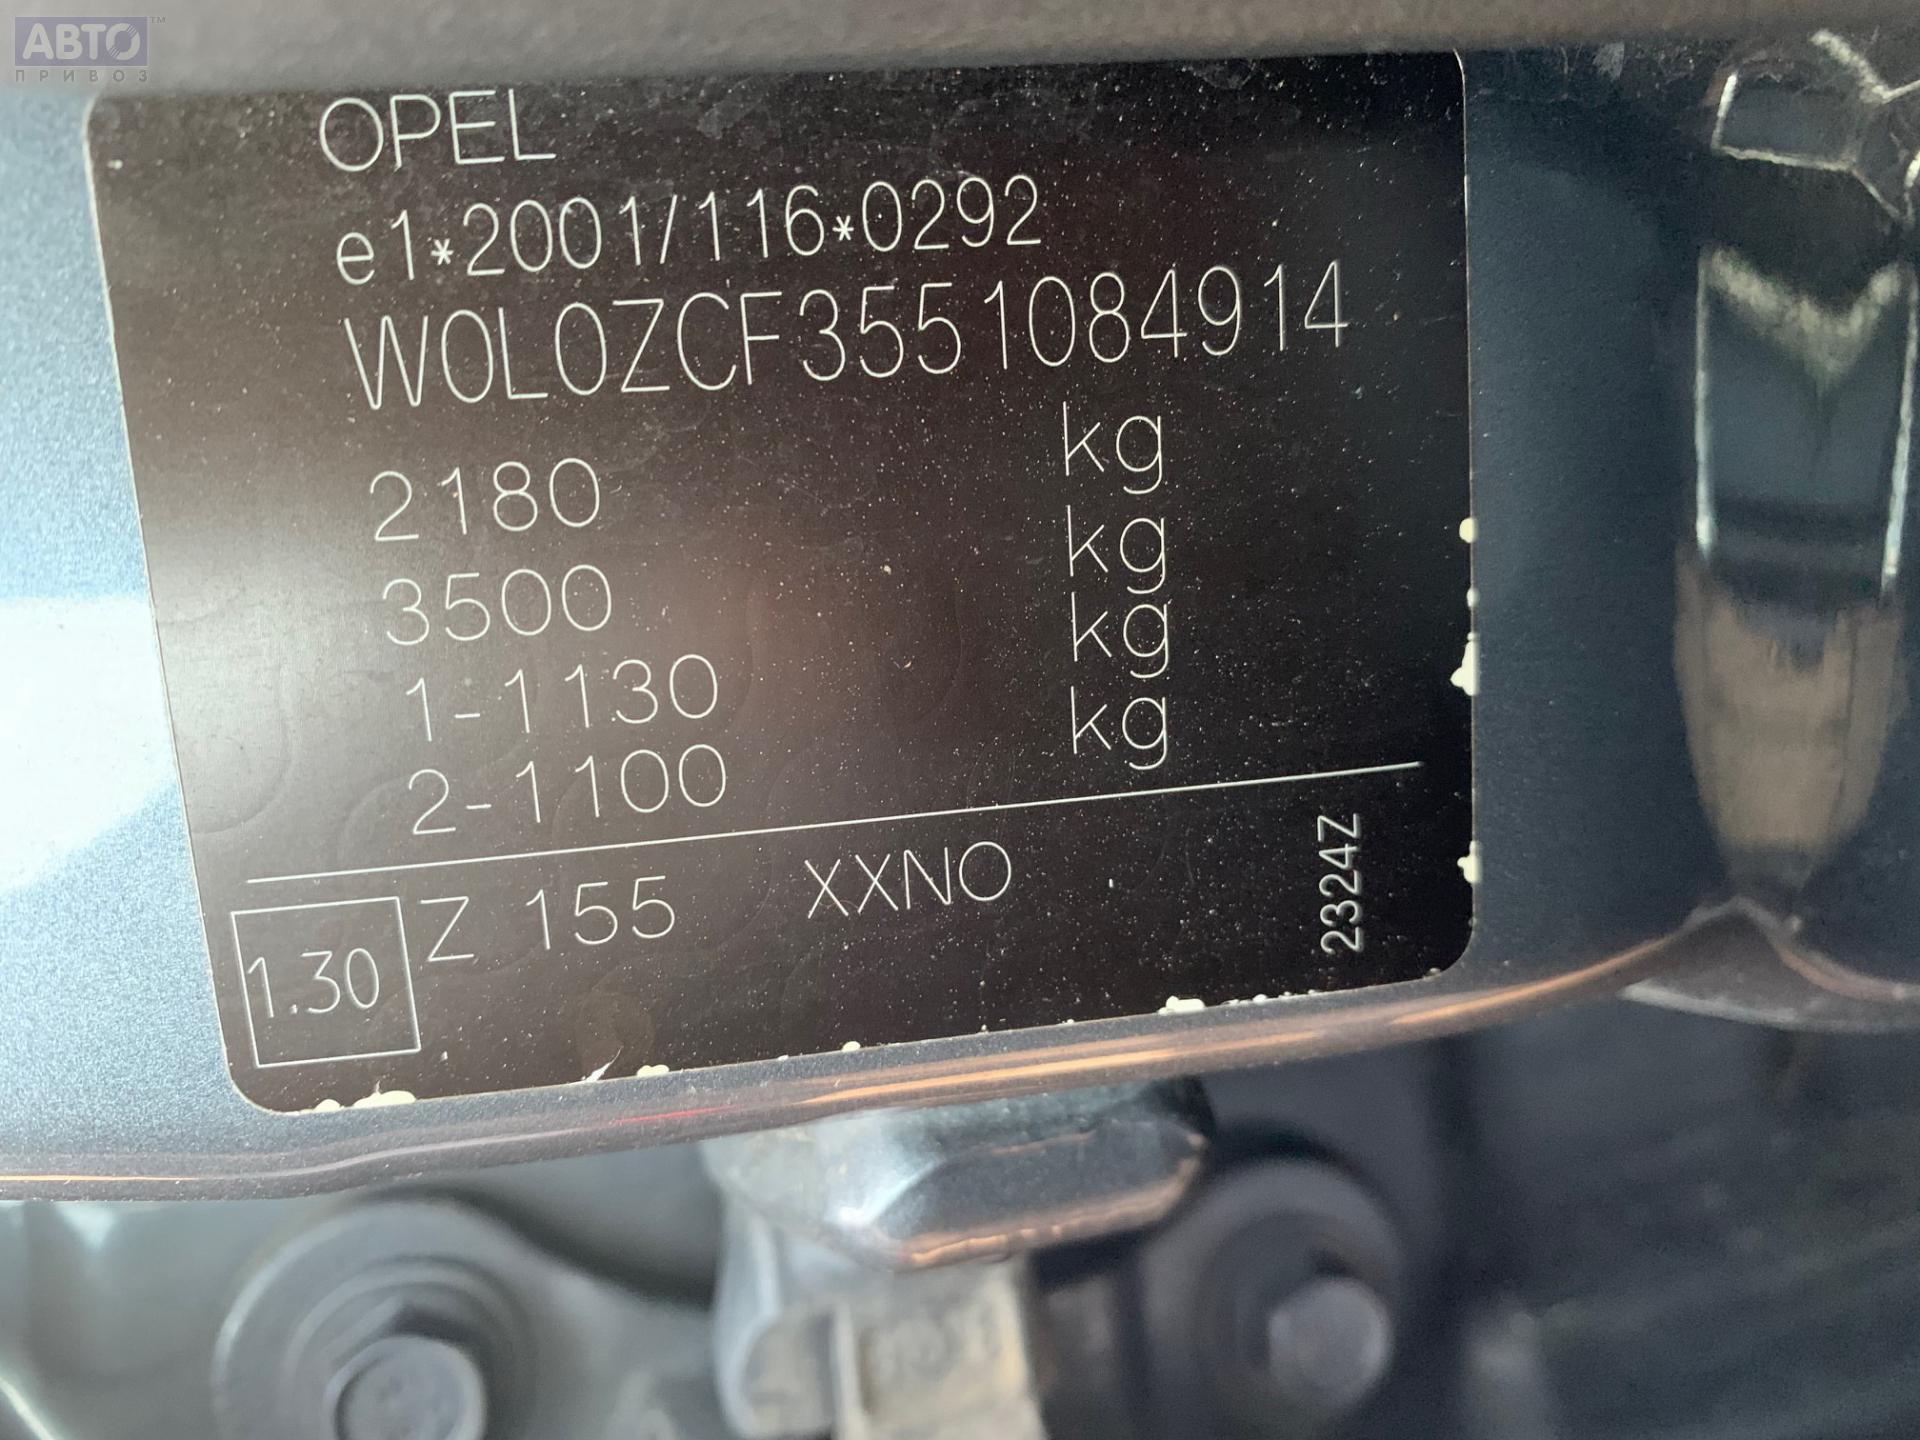 АВТО™
ПРИВОЗ
OPEL
e1*2001/116*0292
W0L0ZCF3551084914
2180 kg
3500 kg
1-1130 kg
2-1100 kg
1.30 Z 155 XXNO
2324Z